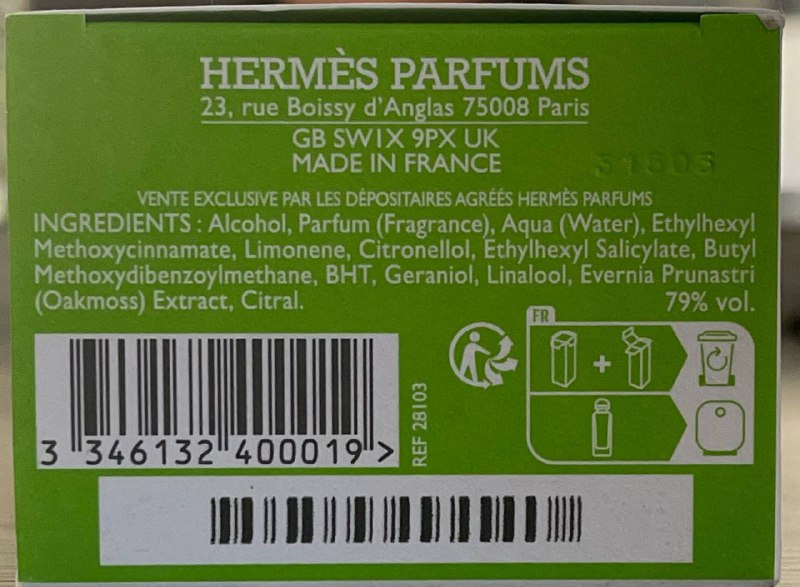 HERMÈS PARFUMS
23, rue Boissy d'Anglas 75008 Paris
GB SW1X 9PX UK
MADE IN FRANCE
31803
VENTE EXCLUSIVE PAR LES DÉPOSITAIRES AGRÉÉS HERMÈS PARFUMS
INGREDIENTS : Alcohol, Parfum (Fragrance), Aqua (Water), Ethylhexyl
Methoxycinnamate, Limonene, Citronellol, Ethylhexyl Salicylate, Butyl
Methoxydibenzoylmethane, BHT, Geraniol, Linalool, Evernia Prunastri
(Oakmoss) Extract, Citral. 79% vol.
FR
+
REF 28103
3 346132 400019 >